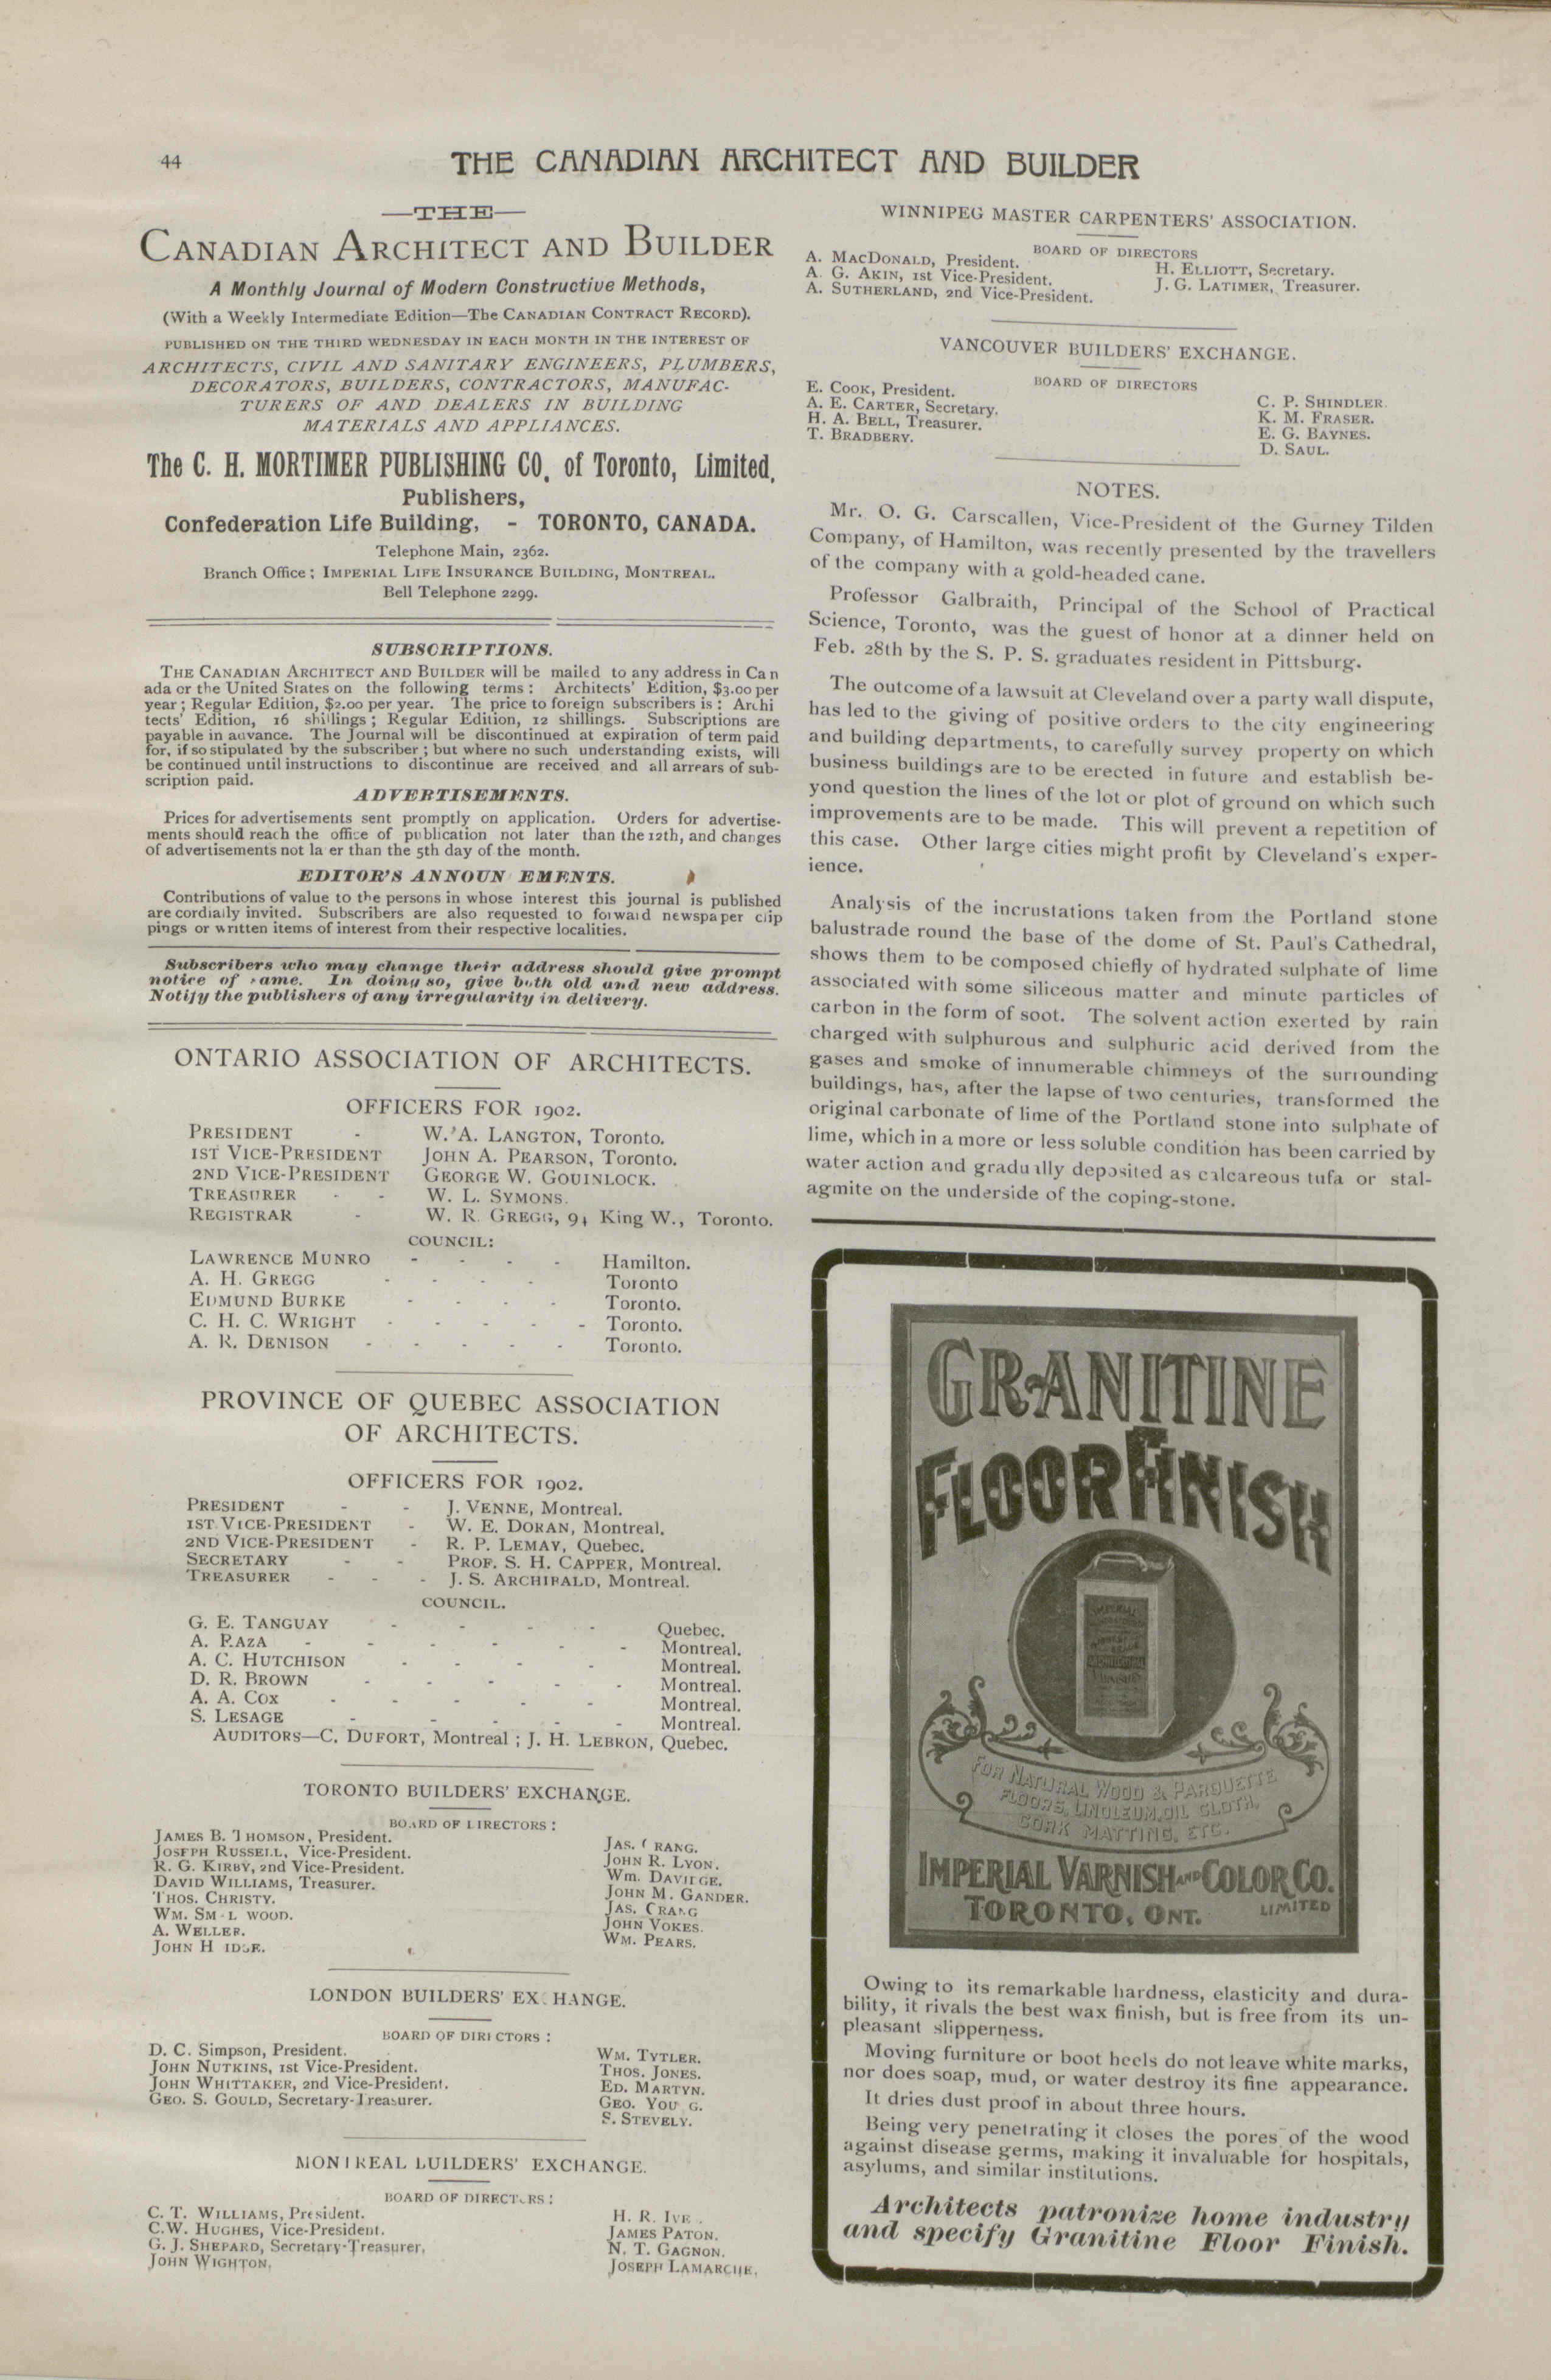 44
THE CANADIAN ARCHITECT AND BUILDER
—THE—
CANADIAN ARCHITECT AND BUILDER
A Monthly Journal of Modern Constructive Methods,
(With a Weekly Intermediate Edition—The CANADIAN CONTRACT RECORD).
PUBLISHED ON THE THIRD WEDNESDAY IN EACH MONTH IN THE INTEREST OF
ARCHITECTS, CIVIL AND SANITARY ENGINEERS, PLUMBERS,
DECORATORS, BUILDERS, CONTRACTORS, MANUFAC-
TURERS OF AND DEALERS IN BUILDING
MATERIALS AND APPLIANCES.
The C. H. MORTIMER PUBLISHING CO. of Toronto, Limited,
Publishers,
Confederation Life Building, - TORONTO, CANADA.
Telephone Main, 2362.
Branch Office ; IMPERIAL LIFE INSURANCE BUILDING, MONTREAL.
Bell Telephone 2299.
SUBSCRIPTIONS.
THE CANADIAN ARCHITECT AND BUILDER will be mailed to any address in Can
ada or the United States on the following terms : Architects' Edition, $3.00 per
year ; Regular Edition, $2.00 per year. The price to foreign subscribers is : Archi
tects' Edition, 16 shillings ; Regular Edition, 12 shillings. Subscriptions are
payable in advance. The Journal will be discontinued at expiration of term paid
for, if so stipulated by the subscriber ; but where no such understanding exists, will
be continued until instructions to discontinue are received and all arrears of sub-
scription paid.
ADVERTISEMENTS.
Prices for advertisements sent promptly on application. Orders for advertise-
ments should reach the office of publication not later than the 12th, and changes
of advertisements not la er than the 5th day of the month.
EDITOR'S ANNOUN EMENTS.
Contributions of value to the persons in whose interest this journal is published
are cordially invited. Subscribers are also requested to forward newspaper clip
pings or written items of interest from their respective localities.
Subscribers who may change their address should give prompt
notice of same. In doing so, give both old and new address.
Notify the publishers of any irregularity in delivery.
ONTARIO ASSOCIATION OF ARCHITECTS.
OFFICERS FOR 1902.
PRESIDENT - W. A. LANGTON, Toronto.
1ST VICE-PRESIDENT JOHN A. PEARSON, Toronto.
2ND VICE-PRESIDENT GEORGE W. GOUINLOCK.
TREASURER - - W. L. SYMONS.
REGISTRAR - W. R. GREGG, 94 King W., Toronto.
COUNCIL:
LAWRENCE MUNRO - - - - Hamilton.
A. H. GREGG - - - - Toronto
EDMUND BURKE - - - - Toronto.
C. H. C. WRIGHT - - - - - Toronto.
A. R. DENISON - - - - - Toronto.
PROVINCE OF QUEBEC ASSOCIATION
OF ARCHITECTS.
OFFICERS FOR 1902.
PRESIDENT - - J. VENNE, Montreal.
1ST VICE-PRESIDENT - W. E. DORAN, Montreal.
2ND VICE-PRESIDENT - R. P. LEMAY, Quebec.
SECRETARY - - PROF. S. H. CAPPER, Montreal.
TREASURER - - - J. S. ARCHIBALD, Montreal.
COUNCIL.
G. E. TANGUAY - - - - Quebec.
A. RAZA - - - - - - Montreal.
A. C. HUTCHISON - - - - Montreal.
D. R. BROWN - - - - - Montreal.
A. A. COX - - - - - Montreal.
S. LESAGE - - - - - Montreal.
AUDITORS—C. DUFORT, Montreal ; J. H. LEBRON, Quebec.
TORONTO BUILDERS' EXCHANGE.
BOARD OF DIRECTORS :
JAMES B. THOMSON, President.
JOSEPH RUSSELL, Vice-President.
R. G. KIRBY, 2nd Vice-President.
DAVID WILLIAMS, Treasurer.
THOS. CHRISTY.
WM. SM L WOOD.
A. WELLER.
JOHN H IDGE.
JAS. CRANG.
JOHN R. LYON.
Wm. DAVIDGE.
JOHN M. GANDER.
JAS. CRANG
JOHN VOKES.
WM. PEARS.
LONDON BUILDERS' EXCHANGE.
BOARD OF DIRECTORS :
D. C. Simpson, President.
JOHN NUTKINS, 1st Vice-President.
JOHN WHITTAKER, 2nd Vice-President.
GEO. S. GOULD, Secretary-Treasurer.
WM. TYTLER.
THOS. JONES.
ED. MARTYN.
GEO. YOU G.
S. STEVELY.
MONTREAL BUILDERS' EXCHANGE.
BOARD OF DIRECTORS :
C. T. WILLIAMS, President.
C. W. HUGHES, Vice-President.
G. J. SHEPARD, Secretary-Treasurer,
JOHN WIGHTON,
H. R. IVE .
JAMES PATON.
N. T. GAGNON.
JOSEPH LAMARCHE,
WINNIPEG MASTER CARPENTERS' ASSOCIATION.
BOARD OF DIRECTORS
A. MACDONALD, President.
A. G. AKIN, 1st Vice-President.
A. SUTHERLAND, 2nd Vice-President.
H. ELLIOTT, Secretary.
J. G. LATIMER, Treasurer.
VANCOUVER BUILDERS' EXCHANGE.
BOARD OF DIRECTORS
E. COOK, President.
A. E. CARTER, Secretary.
H. A. BELL, Treasurer.
T. BRADBERY.
C. P. SHINDLER.
K. M. FRASER.
E. G. BAYNES.
D. SAUL.
NOTES.
Mr. O. G. Carscallen, Vice-President of the Gurney Tilden
Company, of Hamilton, was recently presented by the travellers
of the company with a gold-headed cane.
Professor Galbraith, Principal of the School of Practical
Science, Toronto, was the guest of honor at a dinner held on
Feb. 28th by the S. P. S. graduates resident in Pittsburg.
The outcome of a lawsuit at Cleveland over a party wall dispute,
has led to the giving of positive orders to the city engineering
and building departments, to carefully survey property on which
business buildings are to be erected in future and establish be-
yond question the lines of the lot or plot of ground on which such
improvements are to be made. This will prevent a repetition of
this case. Other large cities might profit by Cleveland's exper-
ience.
Analysis of the incrustations taken from the Portland stone
balustrade round the base of the dome of St. Paul's Cathedral,
shows them to be composed chiefly of hydrated sulphate of lime
associated with some siliceous matter and minute particles of
carbon in the form of soot. The solvent action exerted by rain
charged with sulphurous and sulphuric acid derived from the
gases and smoke of innumerable chimneys of the surrounding
buildings, has, after the lapse of two centuries, transformed the
original carbonate of lime of the Portland stone into sulphate of
lime, which in a more or less soluble condition has been carried by
water action and gradually deposited as calcareous tufa or stal-
agmite on the underside of the coping-stone.
GRANITINE
FLOOR FINISH
FOR NATURAL WOOD & PARQUETTE
FLOORS, LINOLEUM, OIL CLOTH,
CORK MATTING, ETC.
IMPERIAL VARNISH AND COLOR CO.
TORONTO, ONT. LIMITED
Owing to its remarkable hardness, elasticity and dura-
bility, it rivals the best wax finish, but is free from its un-
pleasant slipperness.
Moving furniture or boot heels do not leave white marks,
nor does soap, mud, or water destroy its fine appearance.
It dries dust proof in about three hours.
Being very penetrating it closes the pores of the wood
against disease germs, making it invaluable for hospitals,
asylums, and similar institutions.
Architects patronize home industry
and specify Granitine Floor Finish.